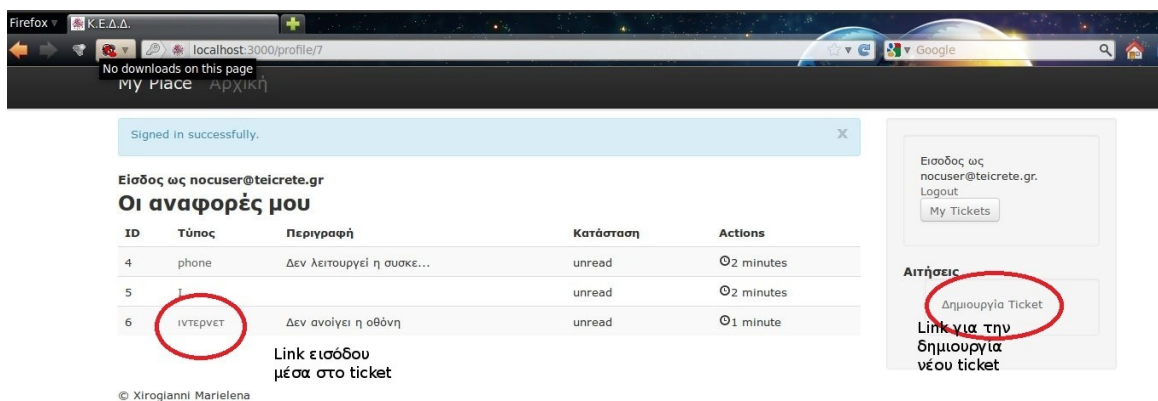 Firefox
Κ.Ε.Δ.Δ.
localhost:3000/profile/7
Google
No downloads on this page
My Place Αρχική
Signed in successfully.
x
Είσδος ως nocuser@teicrete.gr
Οι αναφορές μου
ID Τύπος Περιγραφή Κατάσταση Actions
4 phone Δεν λειτουργεί η συσκε... unread 2 minutes
5 unread 2 minutes
6 ιντερνετ Δεν ανοίγει η οθόνη unread 1 minute
Link εισόδου
μέσα στο ticket
© Xirogianni Marielena
Εισοδος ως
nocuser@teicrete.gr.
Logout
My Tickets
Αιτήσεις
Δημιουργία Ticket
Link για την
δημιουργία
νέου ticket